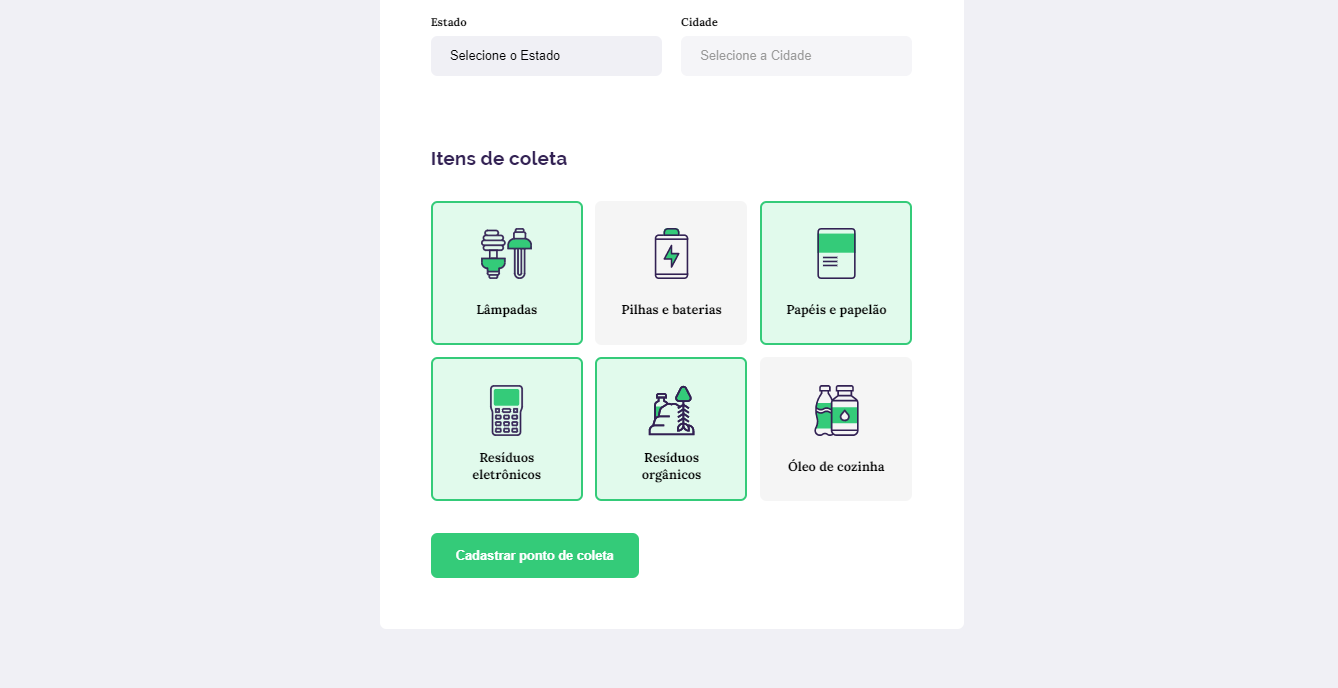 Estado
Cidade
Selecione o Estado
Selecione a Cidade
Itens de coleta
Lâmpadas
Pilhas e baterias
Papéis e papelão
Resíduos
eletrônicos
Resíduos
orgânicos
Óleo de cozinha
Cadastrar ponto de coleta